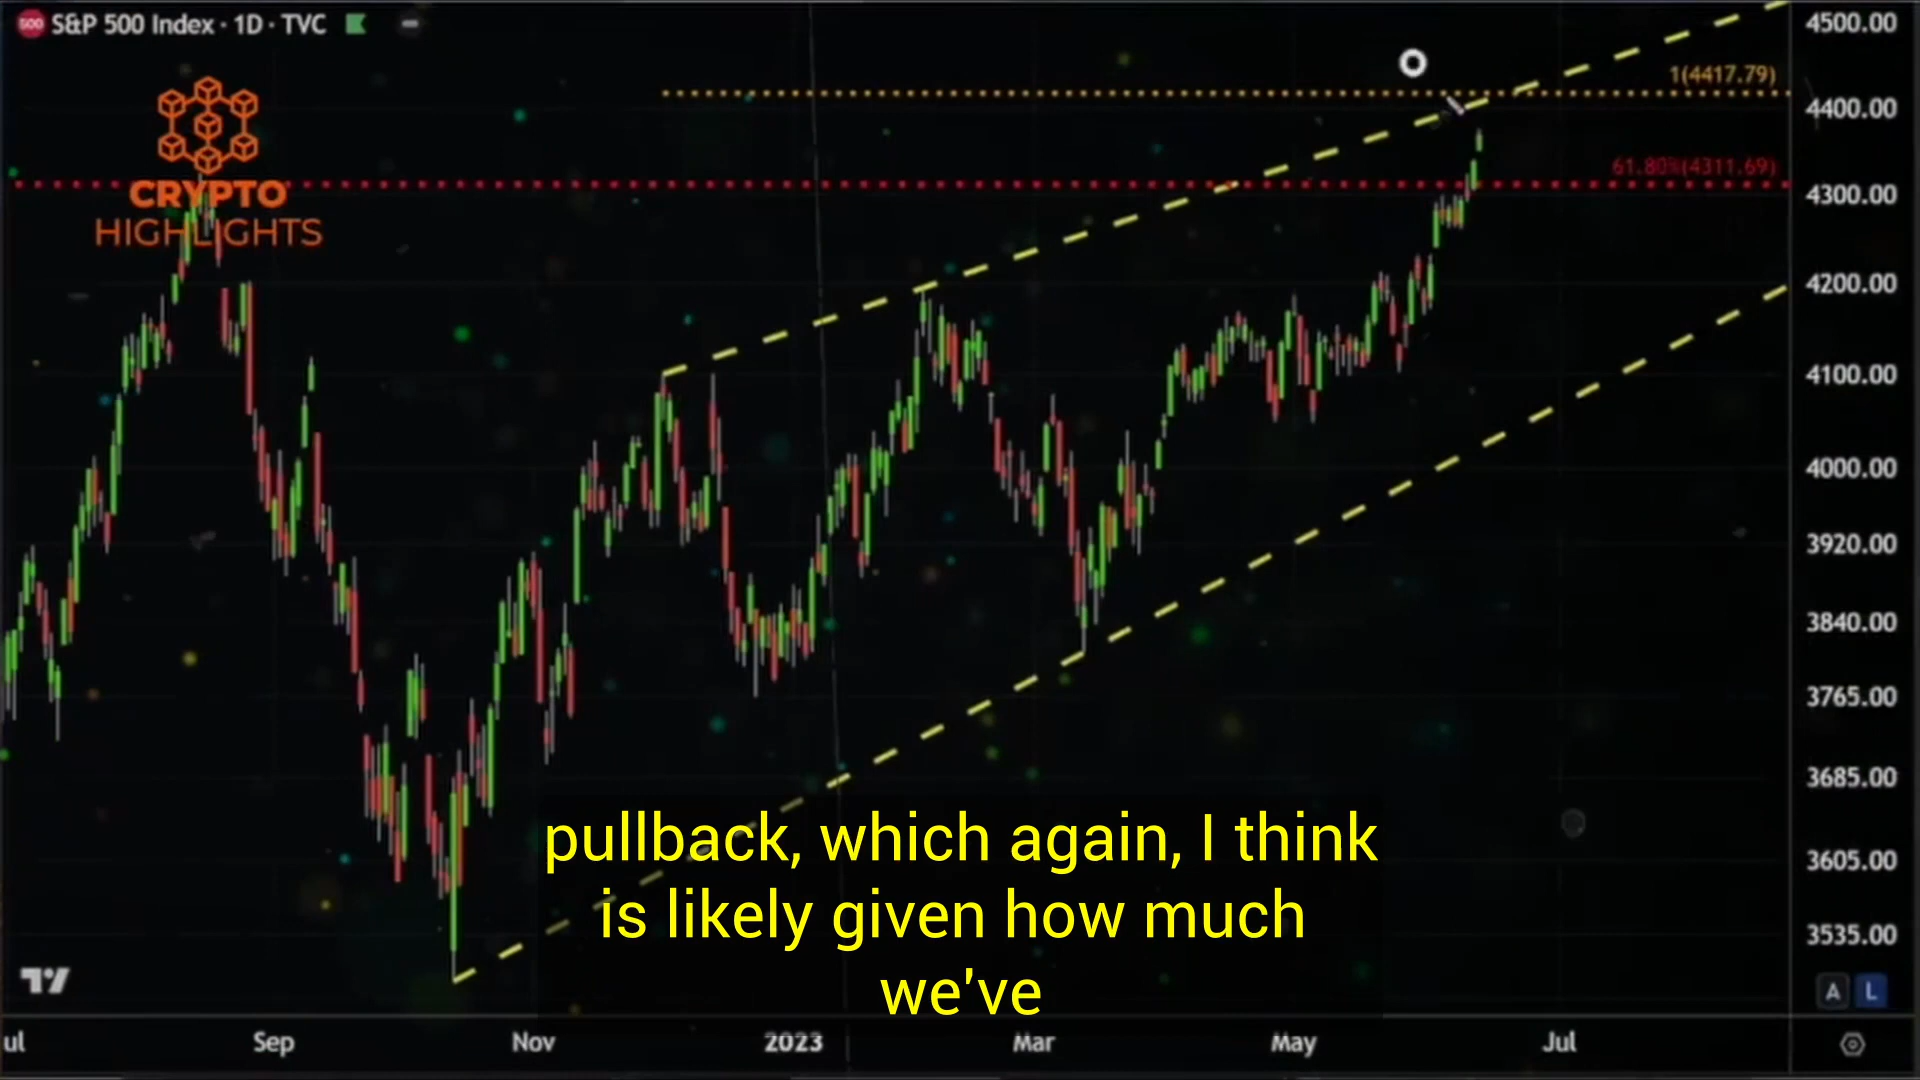 500 S&P 500 Index · 1D · TVC
CRYPTO
HIGHLIGHTS
1(4417.79)
61.80%(4311.69)
4500.00
4400.00
4300.00
4200.00
4100.00
4000.00
3920.00
3840.00
3765.00
3685.00
3605.00
3535.00
pullback, which again, I think
is likely given how much
we've
A L
ul Sep Nov 2023 Mar May Jul